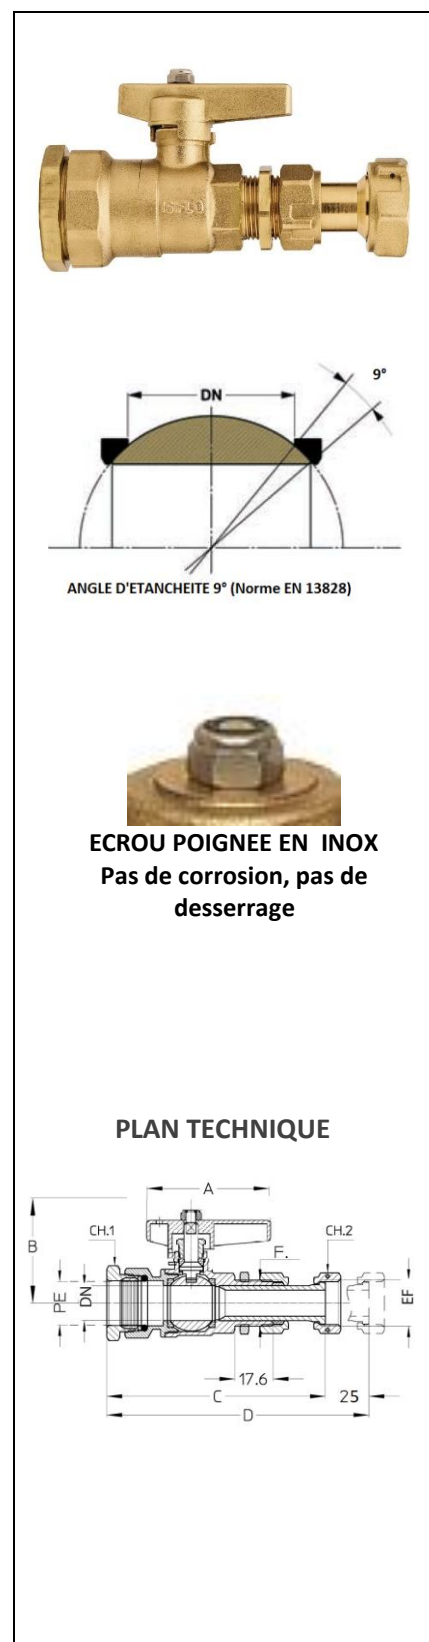 ISIFLO
9°
DN
ANGLE D'ETANCHEITE 9° (Norme EN 13828)
ECROU POIGNEE EN INOX
Pas de corrosion, pas de
desserrage
PLAN TECHNIQUE
A
B
CH.1
F.
CH.2
PE
DN
EF
17.6
C
25
D